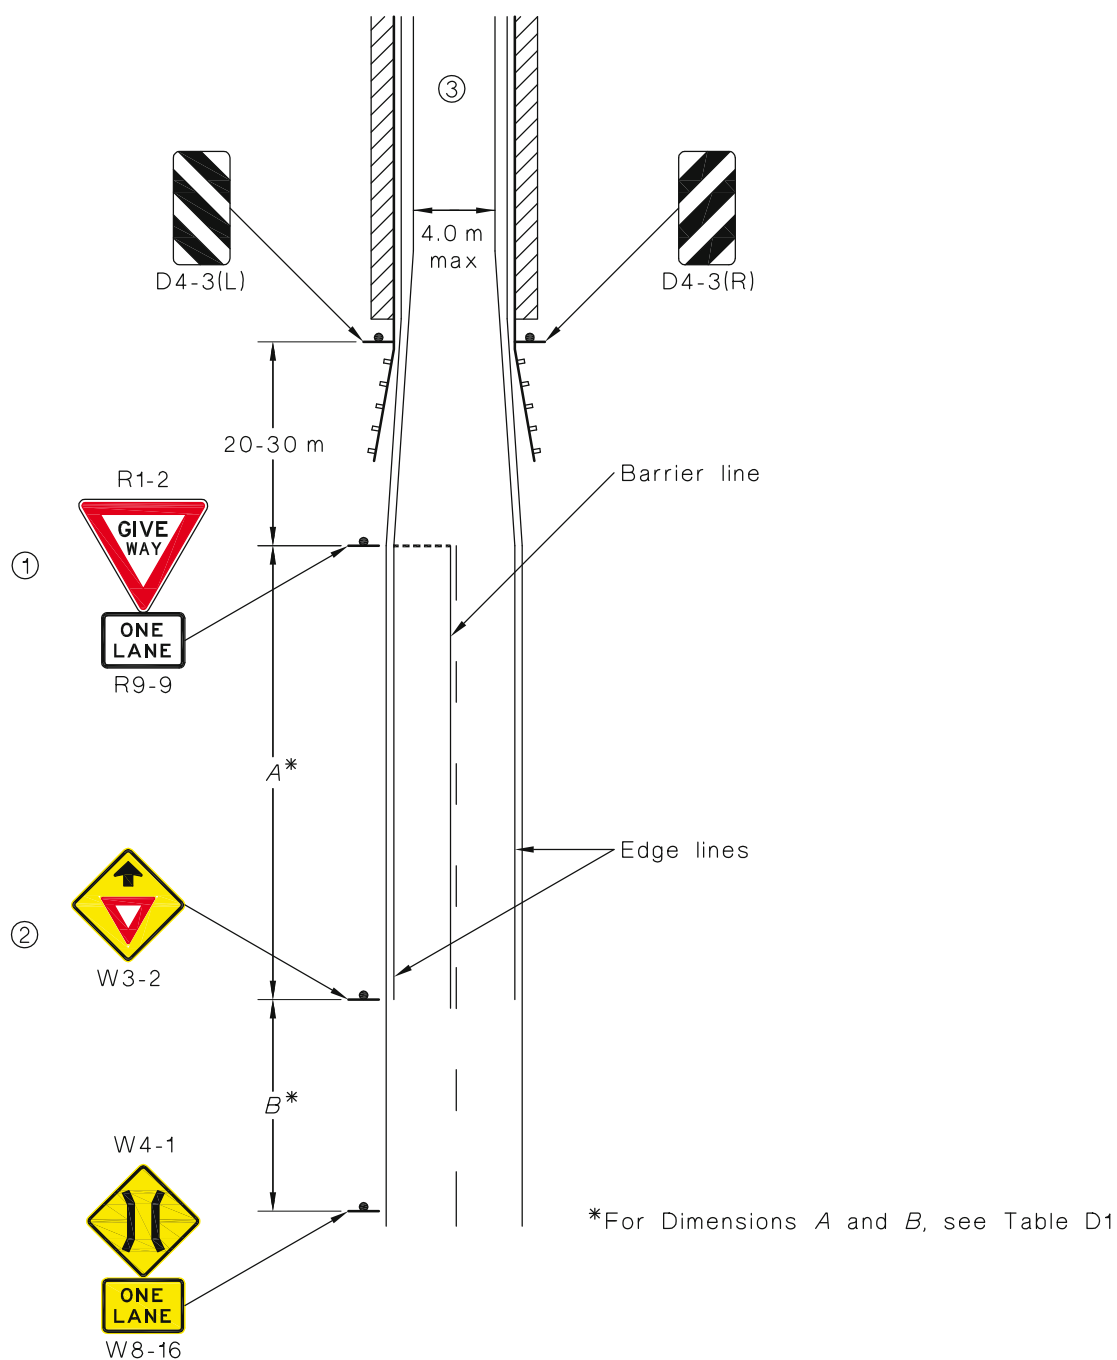 ③
4.0 m
max
D4-3(L)
D4-3(R)
20-30 m
Barrier line
R1-2
GIVE
WAY
①
ONE
LANE
R9-9
A*
Edge lines
②
W3-2
B*
W4-1
*For Dimensions A and B, see Table D1
ONE
LANE
W8-16